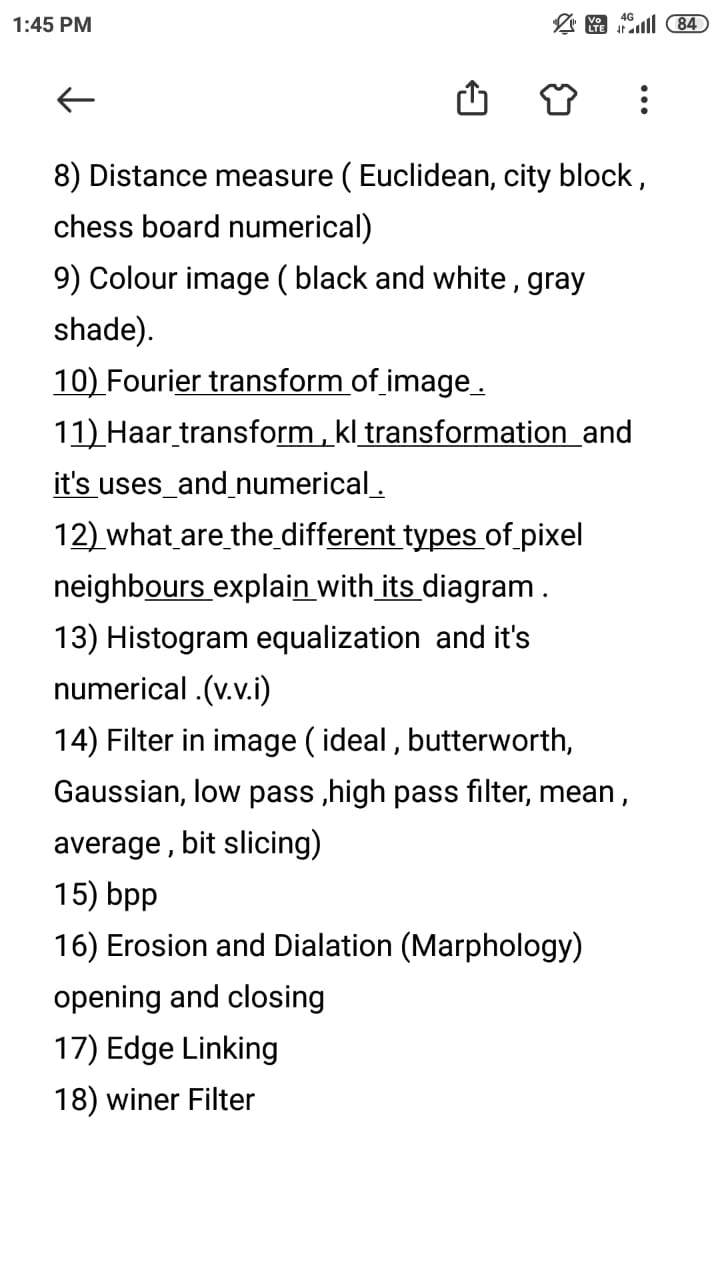 1:45 PM
Vo LTE 4G 84
8) Distance measure ( Euclidean, city block ,
chess board numerical)
9) Colour image ( black and white , gray
shade).
10) Fourier transform of image .
11) Haar transform , kl transformation and
it's uses and numerical .
12) what are the different types of pixel
neighbours explain with its diagram .
13) Histogram equalization  and it's
numerical .(v.v.i)
14) Filter in image ( ideal , butterworth,
Gaussian, low pass ,high pass filter, mean ,
average , bit slicing)
15) bpp
16) Erosion and Dialation (Marphology)
opening and closing
17) Edge Linking
18) winer Filter